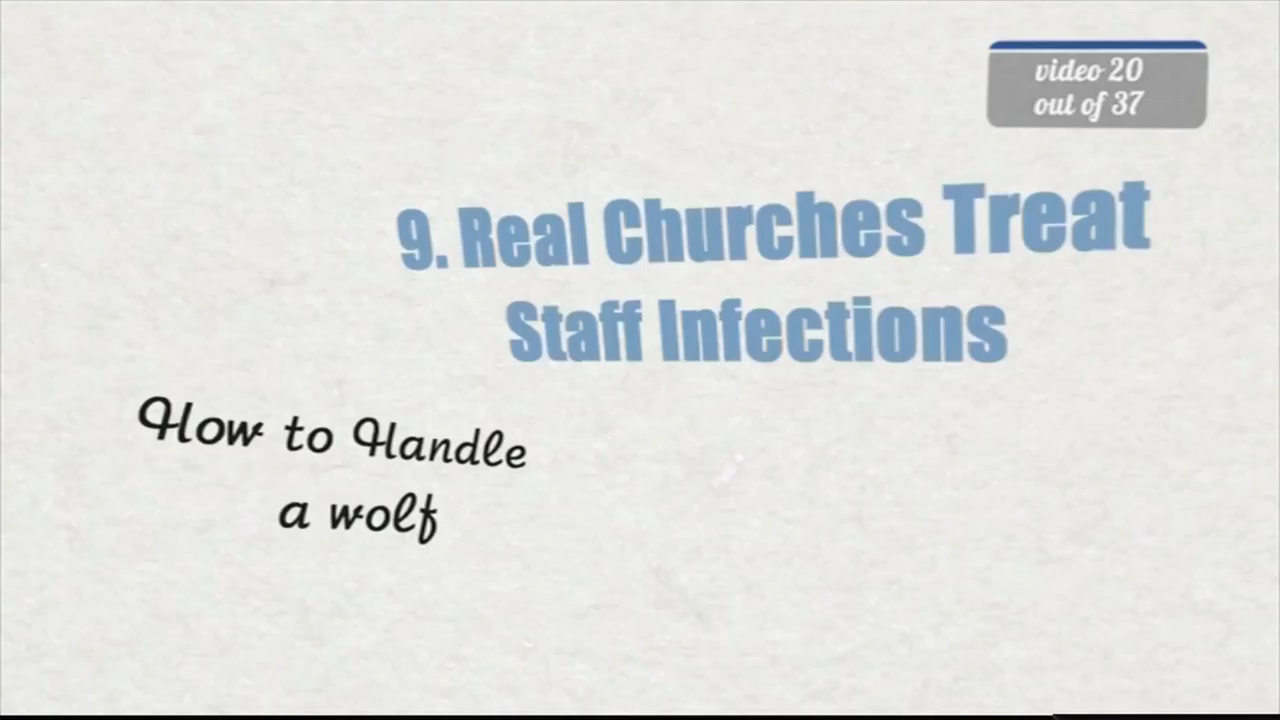 video 20
out of 37
9. Real Churches Treat
Staff Infections
How to Handle
a wolf